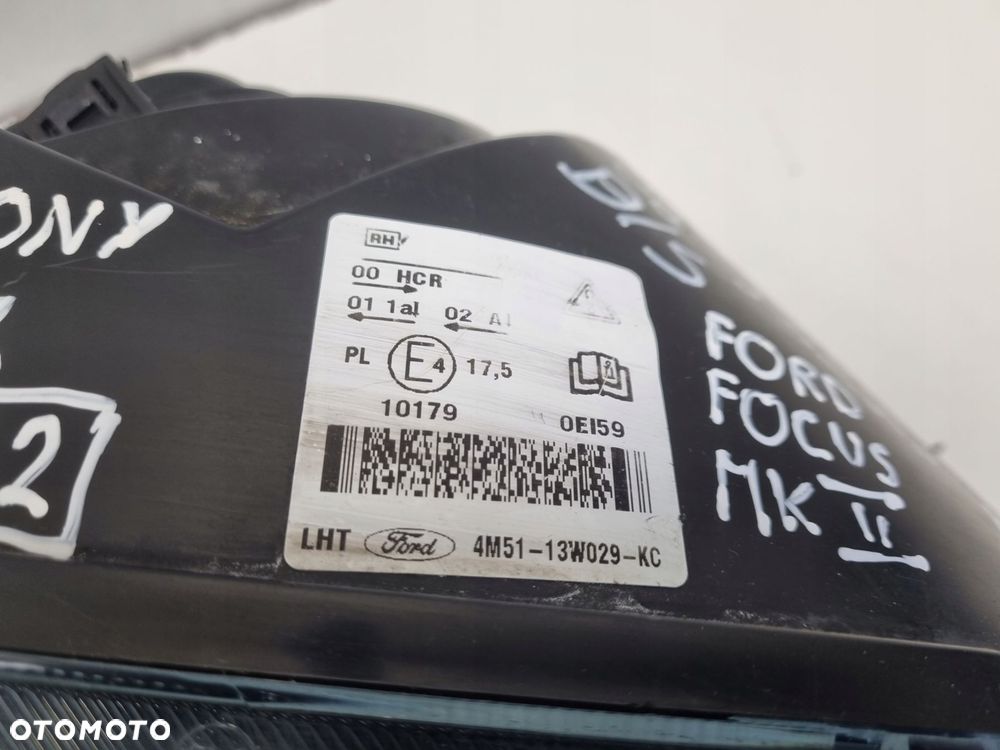 ONY
2
RH
00 HCR
01 1al 02 Al
PL E4 17,5
10179 0EI59
LHT Ford 4M51-13W029-KC
BIS
FORD
FOCUS
MK II
OTOMOTO